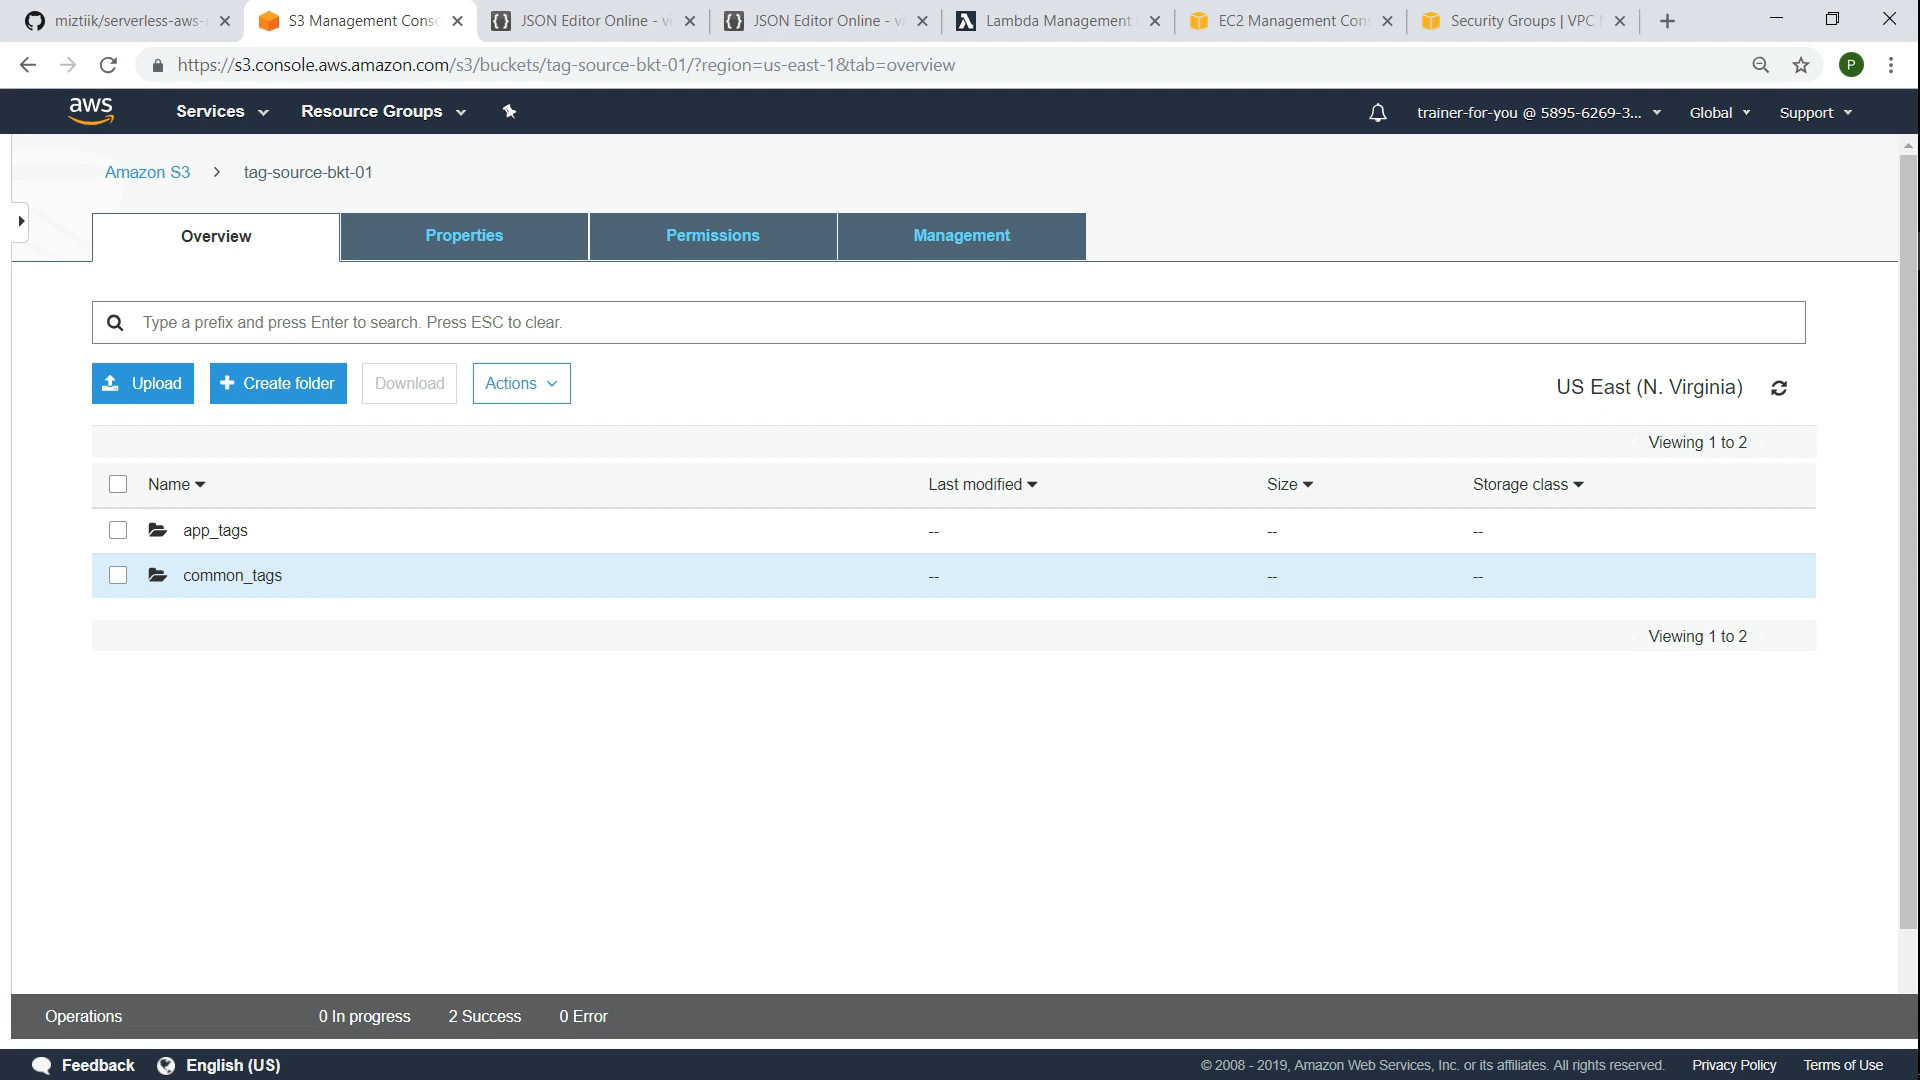 miztiik/serverless-aws-
S3 Management Conso
JSON Editor Online - vi
JSON Editor Online - vi
Lambda Management
EC2 Management Con
Security Groups | VPC
https://s3.console.aws.amazon.com/s3/buckets/tag-source-bkt-01/?region=us-east-1&tab=overview
P
aws Services Resource Groups trainer-for-you @ 5895-6269-3... Global Support
Amazon S3 > tag-source-bkt-01
Overview Properties Permissions Management
Type a prefix and press Enter to search. Press ESC to clear.
Upload + Create folder Download Actions US East (N. Virginia)
Viewing 1 to 2
Name Last modified Size Storage class
app_tags -- -- --
common_tags -- -- --
Viewing 1 to 2
Operations 0 In progress 2 Success 0 Error
Feedback English (US) © 2008 - 2019, Amazon Web Services, Inc. or its affiliates. All rights reserved. Privacy Policy Terms of Use